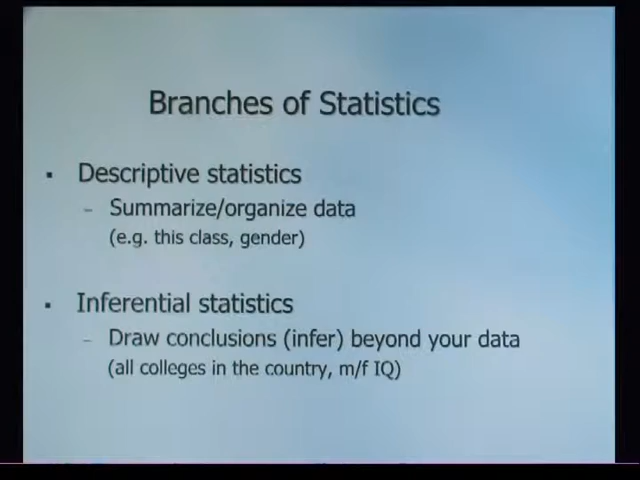 Branches of Statistics
▪ Descriptive statistics
– Summarize/organize data
(e.g. this class, gender)
▪ Inferential statistics
– Draw conclusions (infer) beyond your data
(all colleges in the country, m/f IQ)